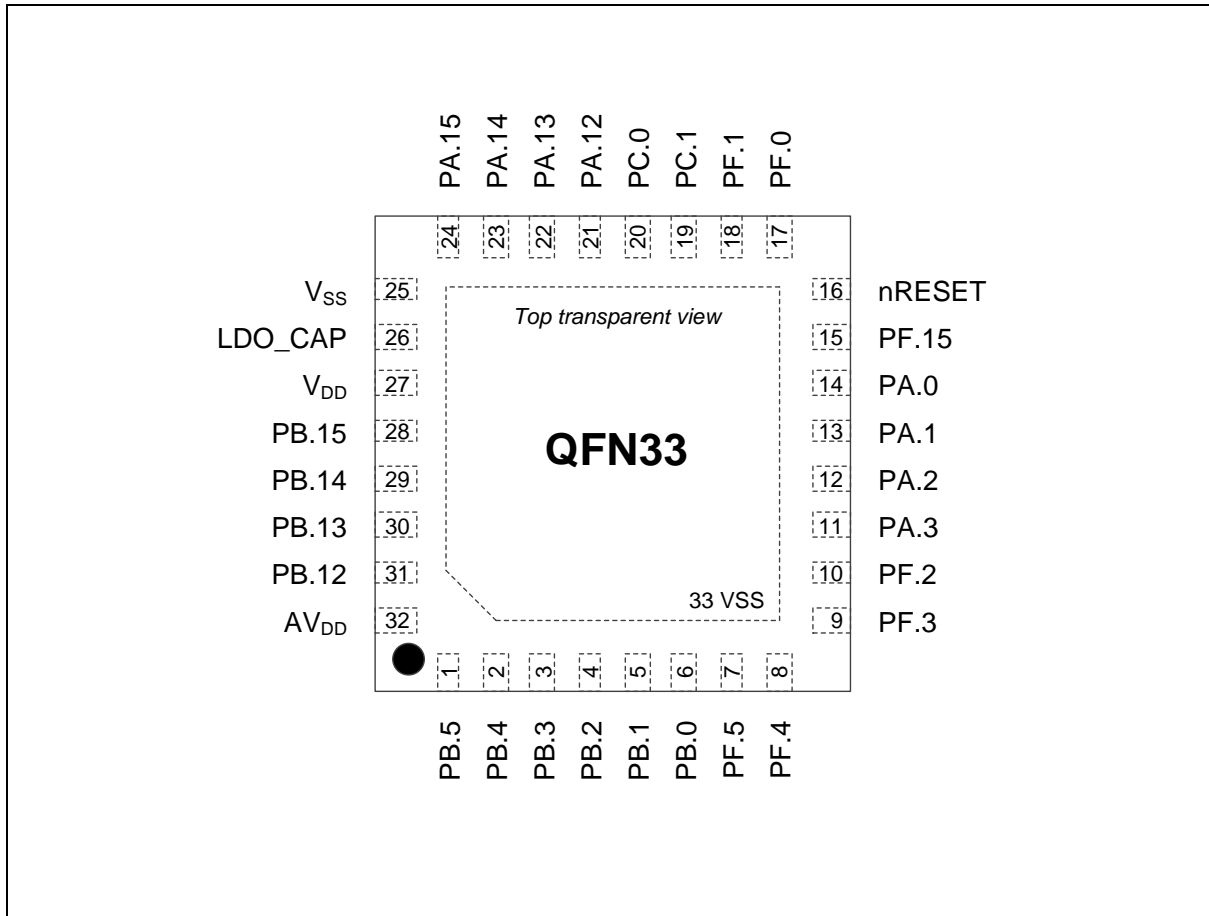 PA.15
PA.14
PA.13
PA.12
PC.0
PC.1
PF.1
PF.0
24
23
22
21
20
19
18
17
VSS 25
LDO_CAP 26
VDD 27
PB.15 28
PB.14 29
PB.13 30
PB.12 31
AVDD 32
Top transparent view
QFN33
33 VSS
16 nRESET
15 PF.15
14 PA.0
13 PA.1
12 PA.2
11 PA.3
10 PF.2
9 PF.3
1
2
3
4
5
6
7
8
PB.5
PB.4
PB.3
PB.2
PB.1
PB.0
PF.5
PF.4